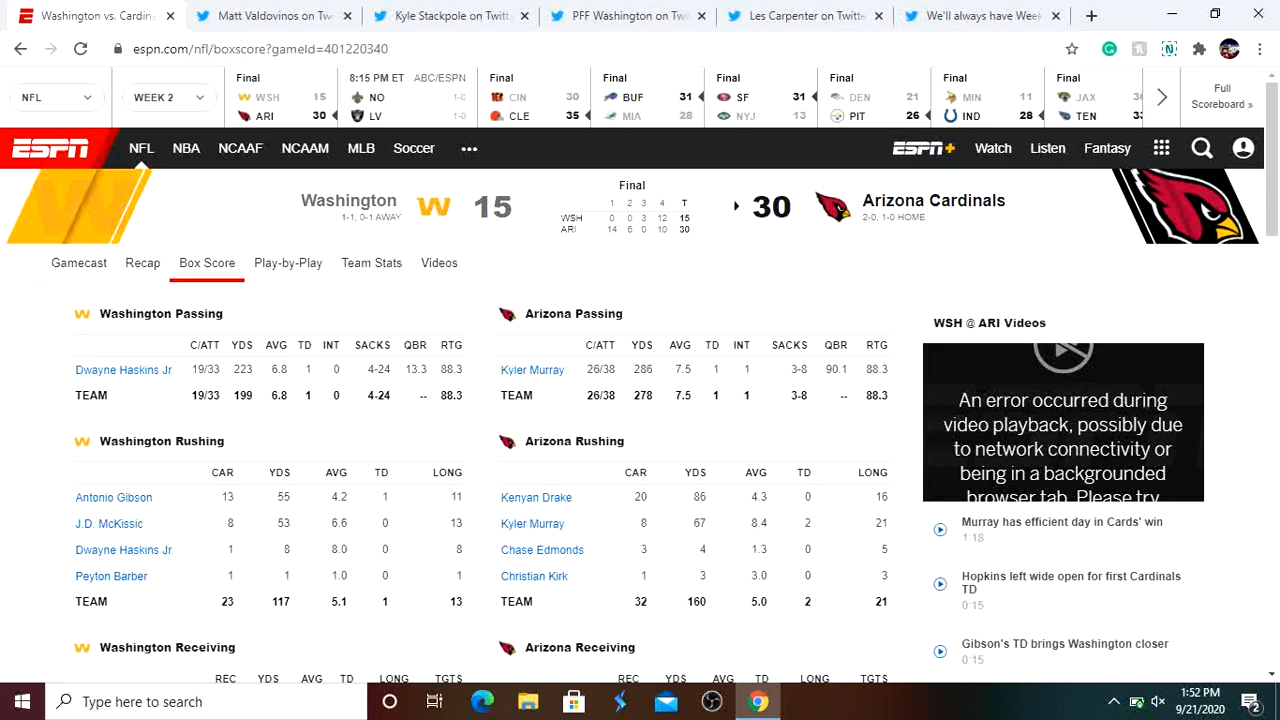 Washington vs. Cardin
Matt Valdovinos on Tw
Kyle Stackpole on Twitt
PFF Washington on Tw
Les Carpenter on Twitte
We'll always have Week
espn.com/nfl/boxscore?gameId=401220340
NFL
WEEK 2
Final
WSH 15
ARI 30
8:15 PM ET ABC/ESPN
NO 1-0
LV 1-0
Final
CIN 30
CLE 35
Final
BUF 31
MIA 28
Final
SF 31
NYJ 13
Final
DEN 21
PIT 26
Final
MIN 11
IND 28
Final
JAX
TEN
Full
Scoreboard »
ESPN NFL NBA NCAAF NCAAM MLB Soccer ••• ESPN+ Watch Listen Fantasy
Washington
1-1, 0-1 AWAY
W
15
Final
1 2 3 4 T
WSH 0 0 3 12 15
ARI 14 6 0 10 30
30
Arizona Cardinals
2-0, 1-0 HOME
Gamecast Recap Box Score Play-by-Play Team Stats Videos
Washington Passing
C/ATT YDS AVG TD INT SACKS QBR RTG
Dwayne Haskins Jr 19/33 223 6.8 1 0 4-24 13.3 88.3
TEAM 19/33 199 6.8 1 0 4-24 -- 88.3
Arizona Passing
C/ATT YDS AVG TD INT SACKS QBR RTG
Kyler Murray 26/38 286 7.5 1 1 3-8 90.1 88.3
TEAM 26/38 278 7.5 1 1 3-8 -- 88.3
Washington Rushing
CAR YDS AVG TD LONG
Antonio Gibson 13 55 4.2 1 11
J.D. McKissic 8 53 6.6 0 13
Dwayne Haskins Jr 1 8 8.0 0 8
Peyton Barber 1 1 1.0 0 1
TEAM 23 117 5.1 1 13
Arizona Rushing
CAR YDS AVG TD LONG
Kenyan Drake 20 86 4.3 0 16
Kyler Murray 8 67 8.4 2 21
Chase Edmonds 3 4 1.3 0 5
Christian Kirk 1 3 3.0 0 3
TEAM 32 160 5.0 2 21
Washington Receiving
REC YDS AVG TD LONG TGTS
Arizona Receiving
REC YDS AVG TD LONG TGTS
WSH @ ARI Videos
An error occurred during
video playback, possibly due
to network connectivity or
being in a backgrounded
browser tab. Please try
Murray has efficient day in Cards' win
1:18
Hopkins left wide open for first Cardinals
TD
0:15
Gibson's TD brings Washington closer
0:15
Type here to search
1:52 PM
9/21/2020
2